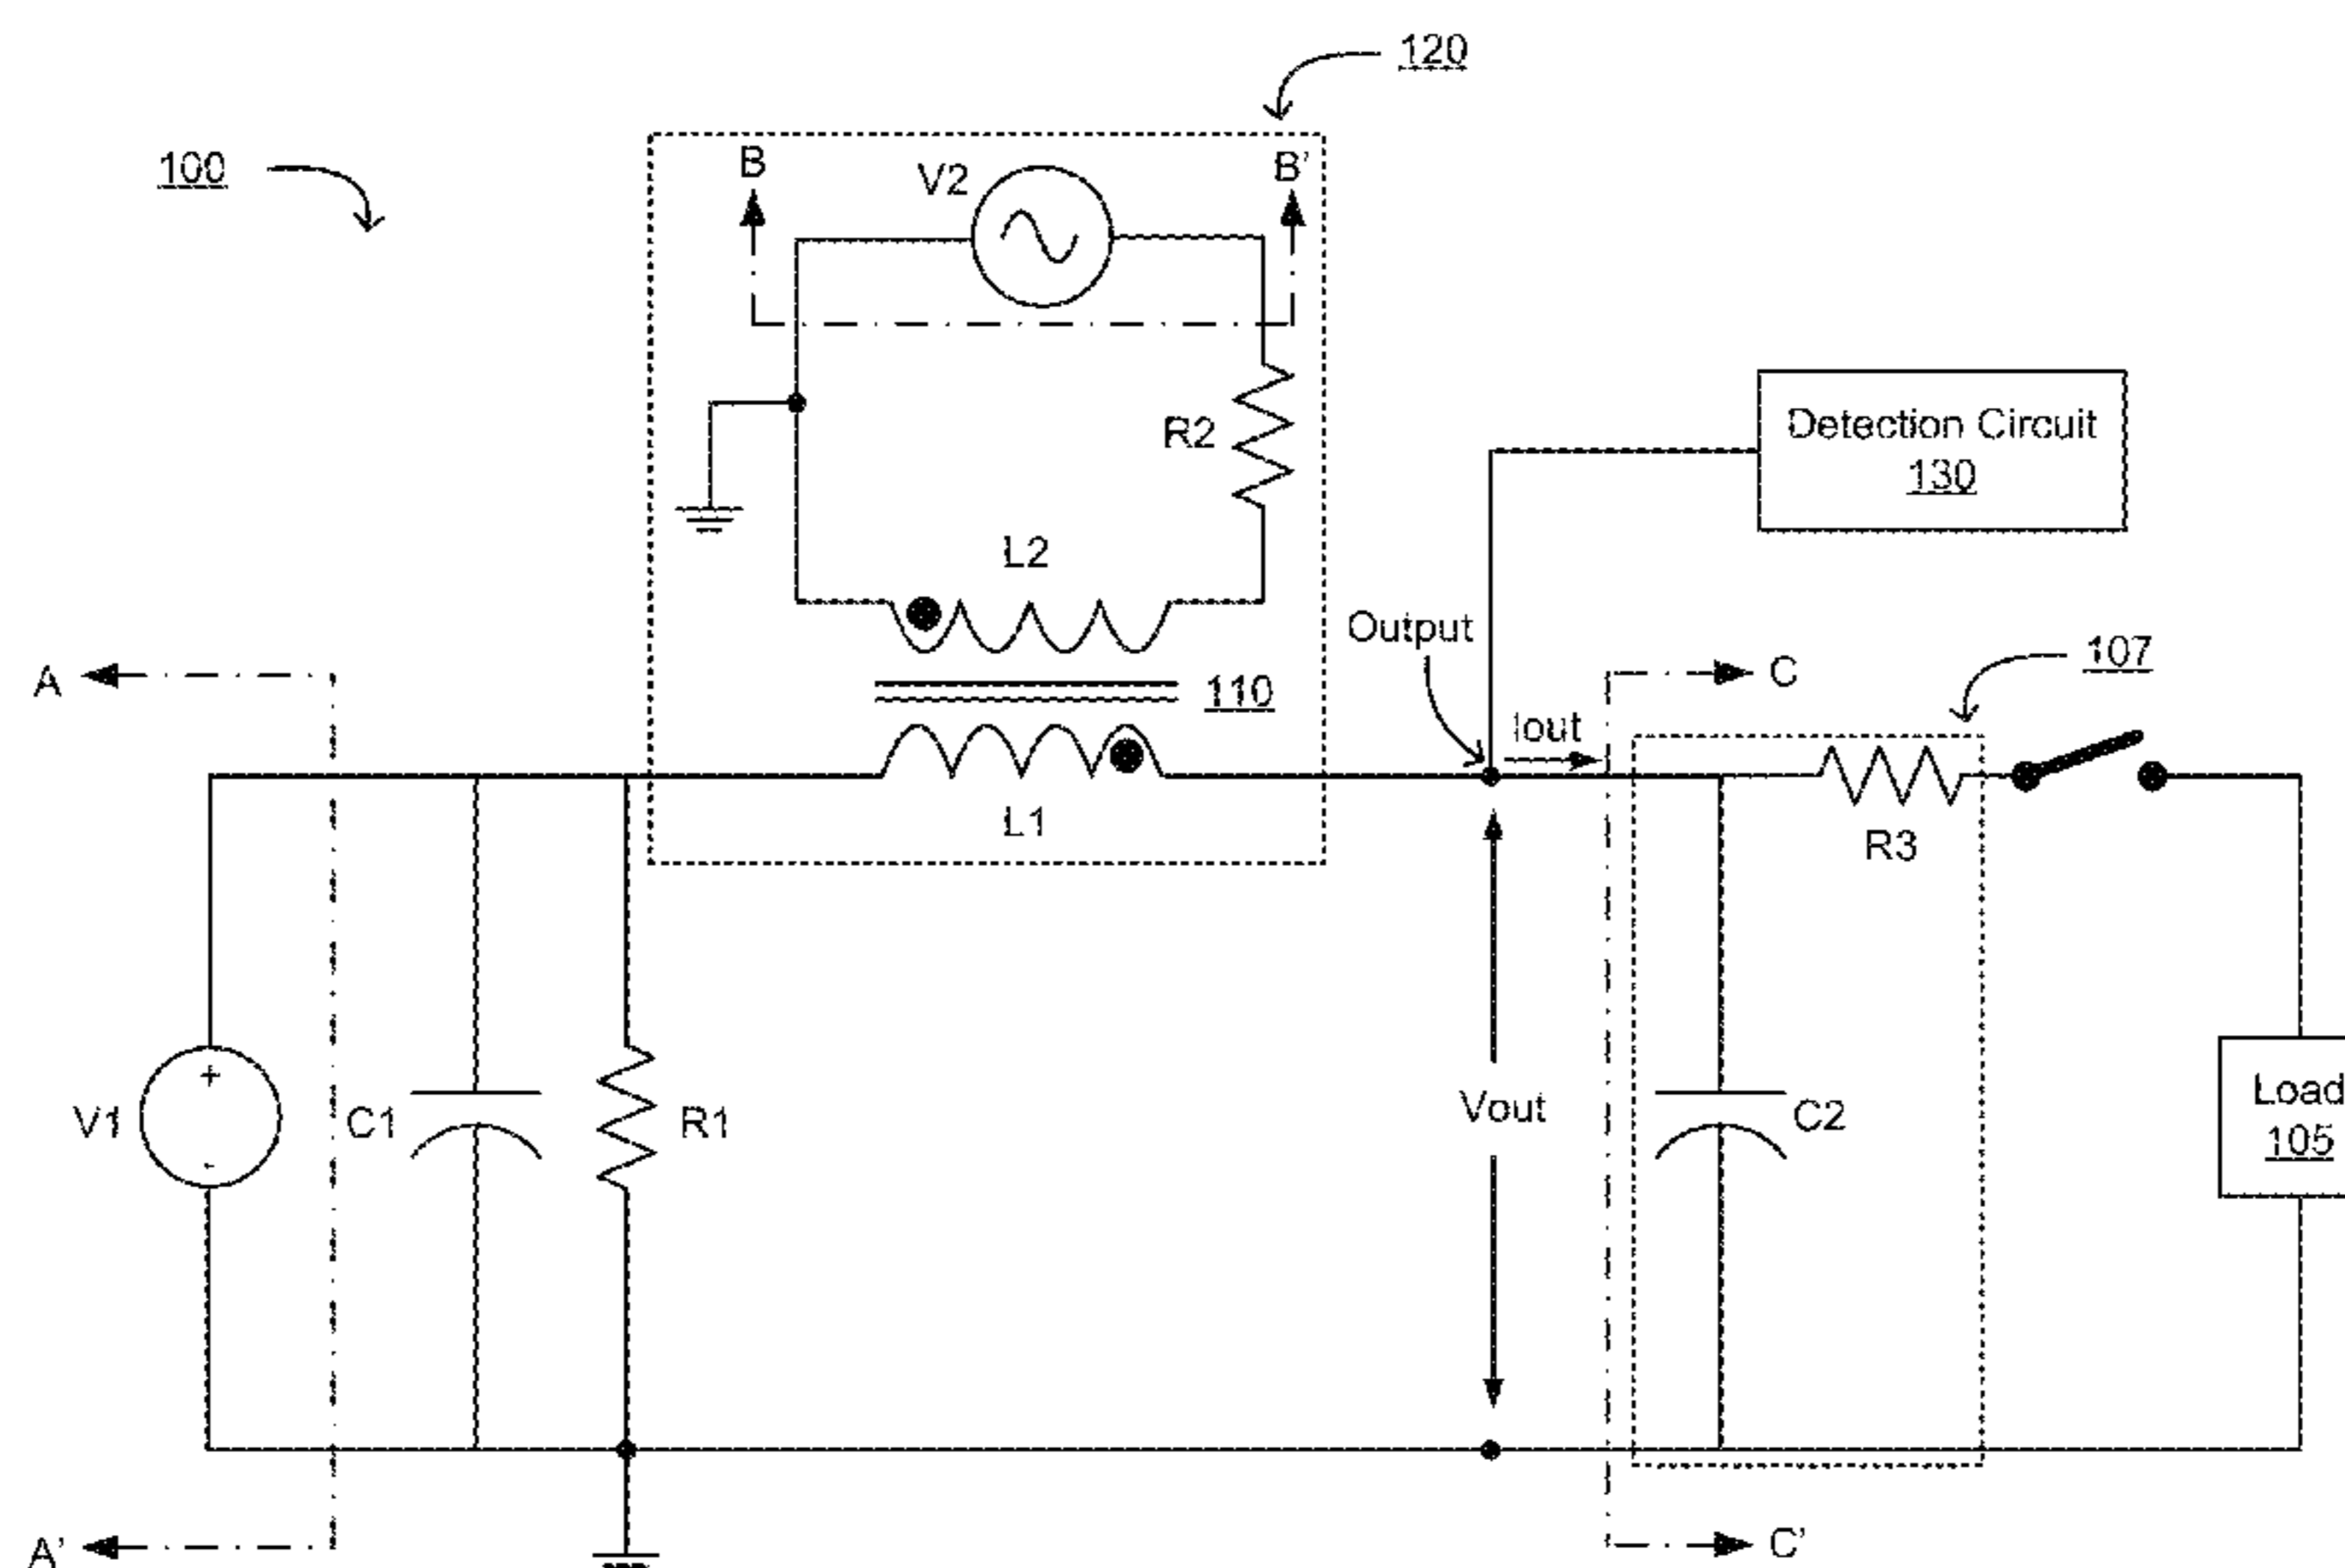 120
100
B
V2
B'
R2
Detection Circuit
130
L2
Output
107
A
110
Iout
C
L1
R3
+
V1
-
C1
R1
Vout
C2
Load
105
A'
C'